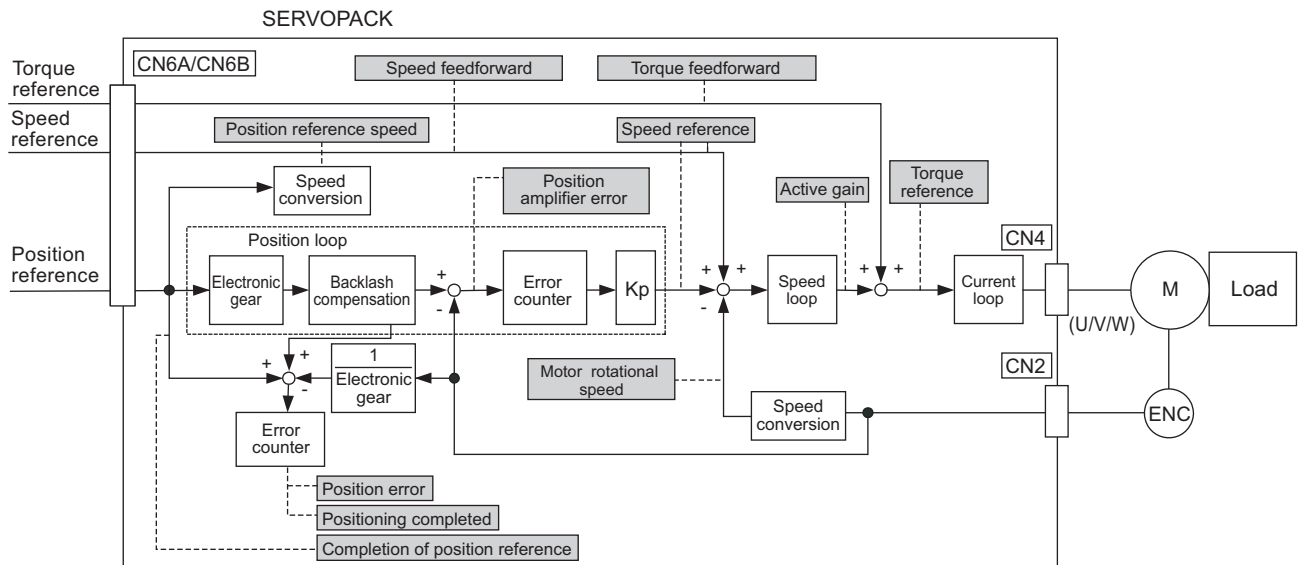 SERVOPACK
CN6A/CN6B
Torque
reference
Speed
reference
Position
reference
Speed feedforward
Torque feedforward
Position reference speed
Speed reference
Speed
conversion
Position
amplifier error
Active gain
Torque
reference
Position loop
Electronic
gear
Backlash
compensation
+
-
Error
counter
Kp
+
+
-
Speed
loop
+
+
Current
loop
CN4
(U/V/W)
M
Load
+
+
-
1
Electronic
gear
Motor rotational
speed
Speed
conversion
CN2
ENC
Error
counter
Position error
Positioning completed
Completion of position reference